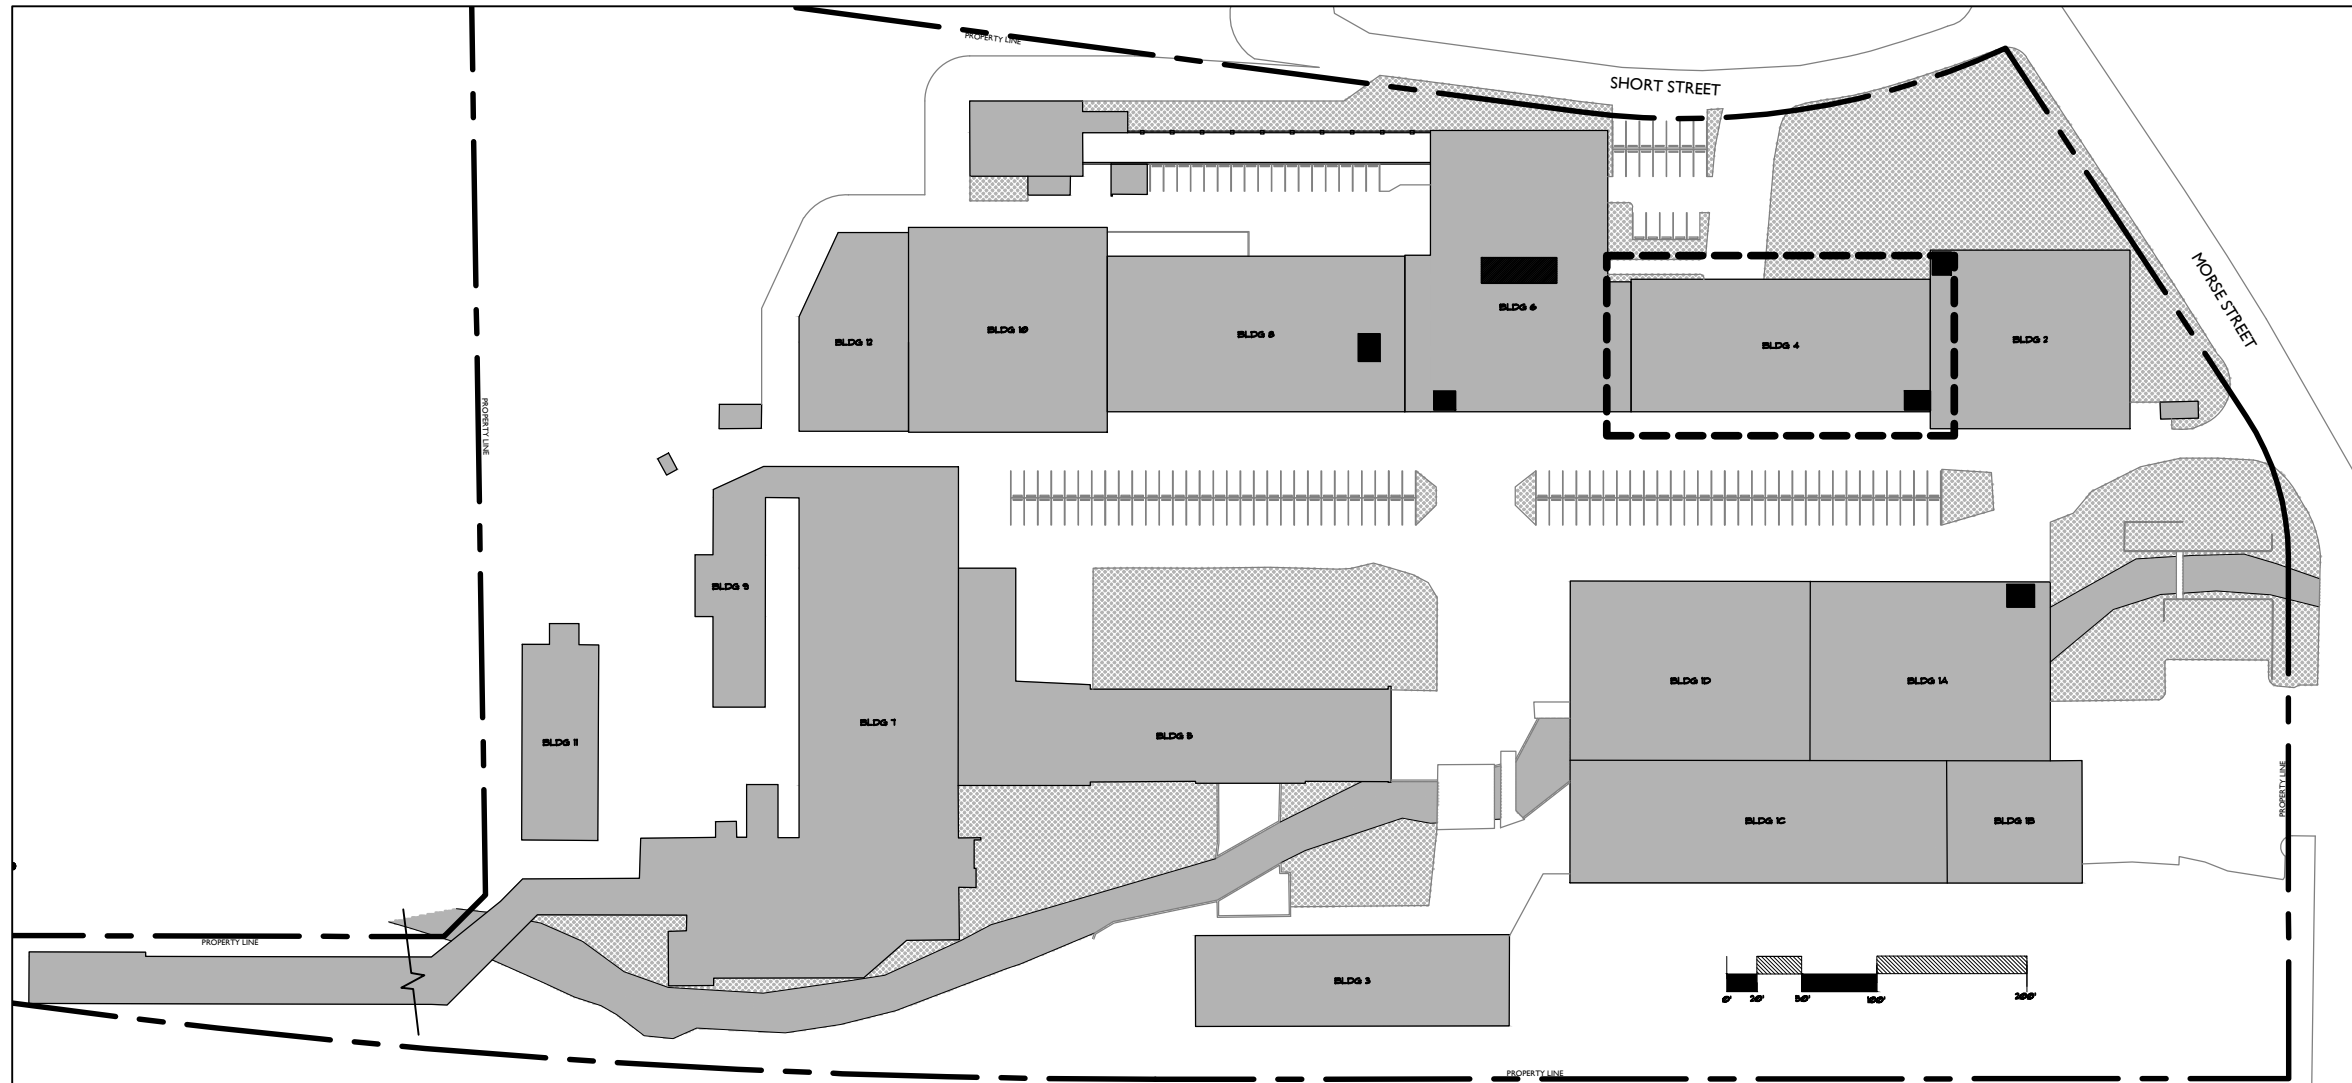 PROPERTY LINE
SHORT STREET
MORSE STREET
BLDG 6
BLDG 12
BLDG 10
BLDG 8
BLDG 4
BLDG 2
PROPERTY LINE
BLDG 9
BLDG 11
BLDG 7
BLDG 5
BLDG 1D
BLDG 1A
BLDG 1C
BLDG 1B
PROPERTY LINE
PROPERTY LINE
BLDG 3
0' 20' 50' 100' 200'
PROPERTY LINE